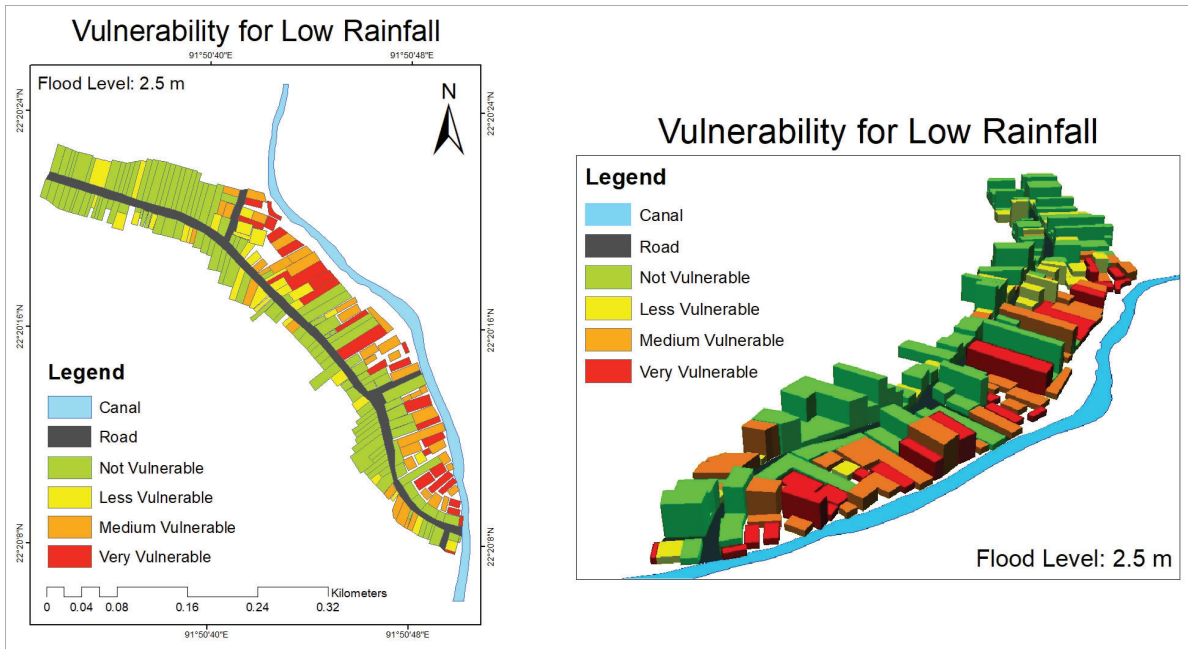 Vulnerability for Low Rainfall
91°50'40"E
91°50'48"E
Flood Level: 2.5 m
N
22°20'24"N
22°20'24"N
22°20'16"N
22°20'16"N
22°20'8"N
22°20'8"N
Legend
Canal
Road
Not Vulnerable
Less Vulnerable
Medium Vulnerable
Very Vulnerable
Kilometers
0 0.04 0.08 0.16 0.24 0.32
91°50'40"E
91°50'48"E
Vulnerability for Low Rainfall
Legend
Canal
Road
Not Vulnerable
Less Vulnerable
Medium Vulnerable
Very Vulnerable
Flood Level: 2.5 m